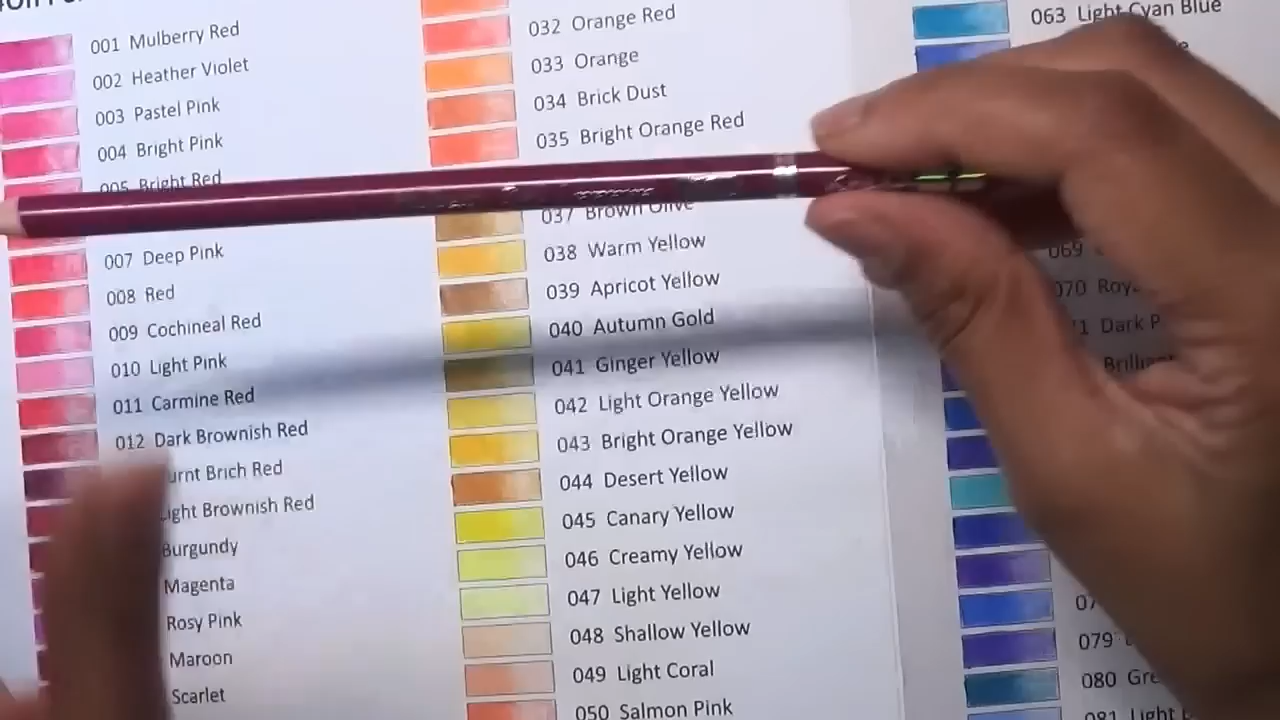 001 Mulberry Red
002 Heather Violet
003 Pastel Pink
004 Bright Pink
005 Bright Red
007 Deep Pink
008 Red
009 Cochineal Red
010 Light Pink
011 Carmine Red
012 Dark Brownish Red
Brich Red
Brownish Red
Burgundy
Magenta
Rosy Pink
Maroon
Scarlet
032 Orange Red
033 Orange
034 Brick Dust
035 Bright Orange Red
037 Brown Olive
038 Warm Yellow
039 Apricot Yellow
040 Autumn Gold
041 Ginger Yellow
042 Light Orange Yellow
043 Bright Orange Yellow
044 Desert Yellow
045 Canary Yellow
046 Creamy Yellow
047 Light Yellow
048 Shallow Yellow
049 Light Coral
050 Salmon Pink
063 Light Cyan Blue
069
070
079
080
081 Light